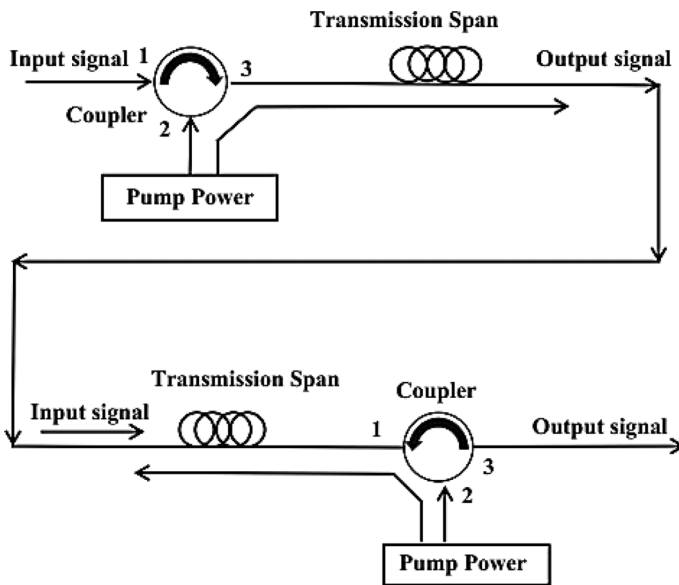 Transmission Span
Input signal 1 3 Output signal
Coupler
2
Pump Power
Transmission Span
Coupler
Input signal
1 Output signal
3
2
Pump Power